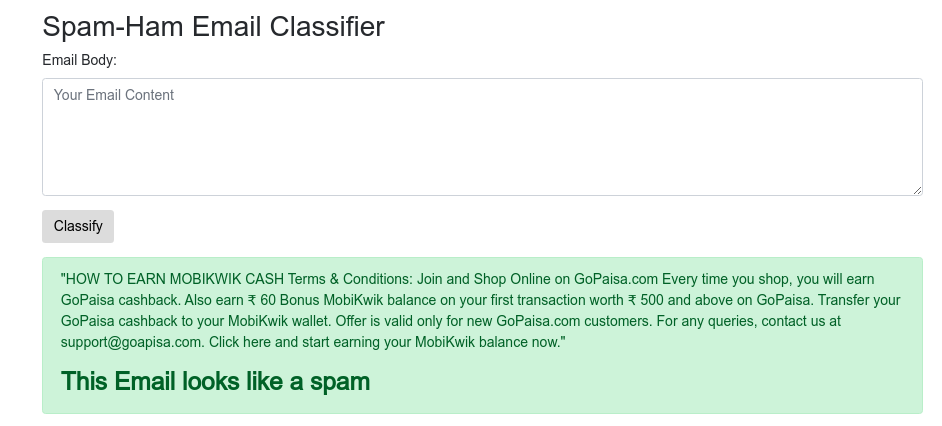 Spam-Ham Email Classifier
Email Body:
Your Email Content
Classify
"HOW TO EARN MOBIKWIK CASH Terms & Conditions: Join and Shop Online on GoPaisa.com Every time you shop, you will earn
GoPaisa cashback. Also earn ₹ 60 Bonus MobiKwik balance on your first transaction worth ₹ 500 and above on GoPaisa. Transfer your
GoPaisa cashback to your MobiKwik wallet. Offer is valid only for new GoPaisa.com customers. For any queries, contact us at
support@goapisa.com. Click here and start earning your MobiKwik balance now."
This Email looks like a spam